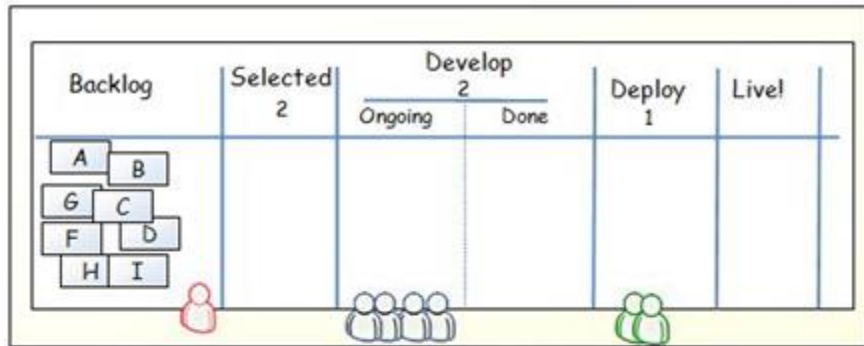 Backlog
Selected
2
Develop
2
Ongoing
Done
Deploy
1
Live!
A
B
G
C
F
D
H
I